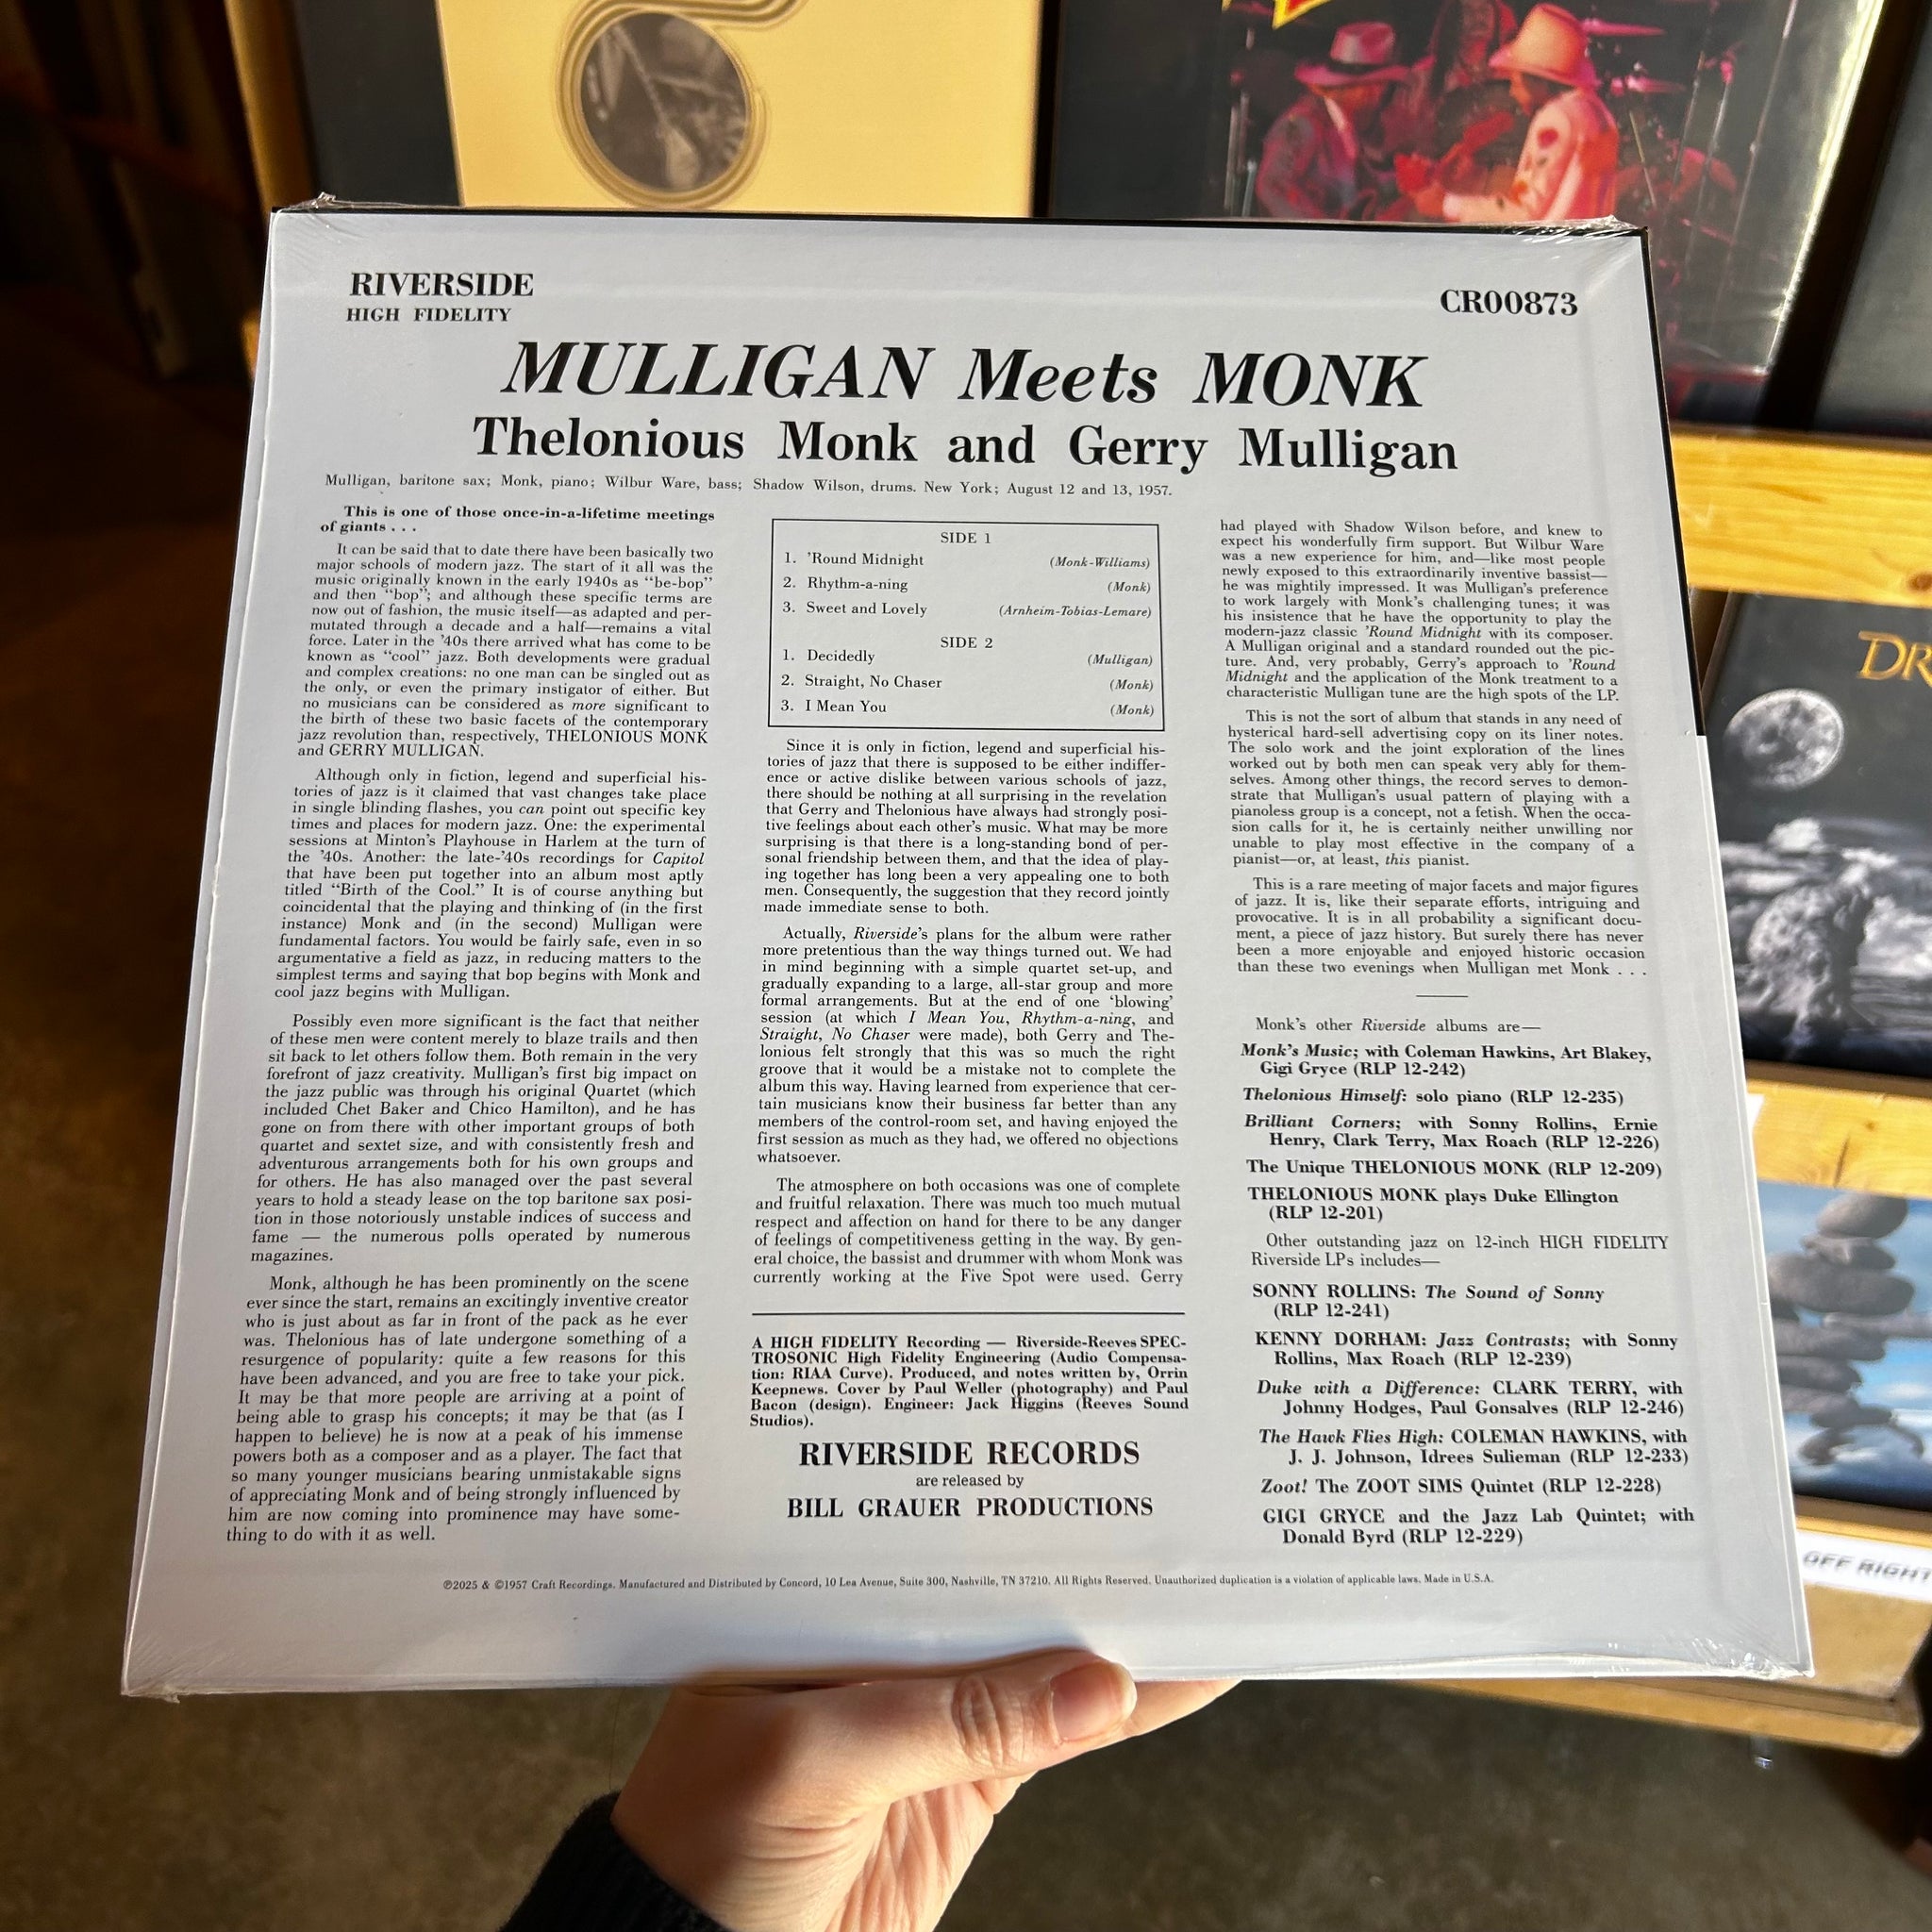 RIVERSIDE
HIGH FIDELITY
CR00873
MULLIGAN Meets MONK
Thelonious Monk and Gerry Mulligan
Mulligan, baritone sax; Monk, piano; Wilbur Ware, bass; Shadow Wilson, drums. New York; August 12 and 13, 1957.
This is one of those once-in-a-lifetime meetings
of giants . . .
It can be said that to date there have been basically two
major schools of modern jazz. The start of it all was the
music originally known in the early 1940s as “be-bop”
and then “bop”; and although these specific terms are
now out of fashion, the music itself—as adapted and per-
mutated through a decade and a half—remains a vital
force. Later in the ’40s there arrived what has come to be
known as “cool” jazz. Both developments were gradual
and complex creations: no one man can be singled out as
the only, or even the primary instigator of either. But
no musicians can be considered as more significant to
the birth of these two basic facets of the contemporary
jazz revolution than, respectively, THELONIOUS MONK
and GERRY MULLIGAN.
Although only in fiction, legend and superficial his-
tories of jazz is it claimed that vast changes take place
in single blinding flashes, you can point out specific key
times and places for modern jazz. One: the experimental
sessions at Minton’s Playhouse in Harlem at the turn of
the ’40s. Another: the late-’40s recordings for Capitol
that have been put together into an album most aptly
titled “Birth of the Cool.” It is of course anything but
coincidental that the playing and thinking of (in the first
instance) Monk and (in the second) Mulligan were
fundamental factors. You would be fairly safe, even in so
argumentative a field as jazz, in reducing matters to the
simplest terms and saying that bop begins with Monk and
cool jazz begins with Mulligan.
Possibly even more significant is the fact that neither
of these men were content merely to blaze trails and then
sit back to let others follow them. Both remain in the very
forefront of jazz creativity. Mulligan’s first big impact on
the jazz public was through his original Quartet (which
included Chet Baker and Chico Hamilton), and he has
gone on from there with other important groups of both
quartet and sextet size, and with consistently fresh and
adventurous arrangements both for his own groups and
for others. He has also managed over the past several
years to hold a steady lease on the top baritone sax posi-
tion in those notoriously unstable indices of success and
fame — the numerous polls operated by numerous
magazines.
Monk, although he has been prominently on the scene
ever since the start, remains an excitingly inventive creator
who is just about as far in front of the pack as he ever
was. Thelonious has of late undergone something of a
resurgence of popularity: quite a few reasons for this
have been advanced, and you are free to take your pick.
It may be that more people are arriving at a point of
being able to grasp his concepts; it may be that (as I
happen to believe) he is now at a peak of his immense
powers both as a composer and as a player. The fact that
so many younger musicians bearing unmistakable signs
of appreciating Monk and of being strongly influenced by
him are now coming into prominence may have some-
thing to do with it as well.
SIDE 1
1. ’Round Midnight (Monk-Williams)
2. Rhythm-a-ning (Monk)
3. Sweet and Lovely (Arnheim-Tobias-Lemare)
SIDE 2
1. Decidedly (Mulligan)
2. Straight, No Chaser (Monk)
3. I Mean You (Monk)
Since it is only in fiction, legend and superficial his-
tories of jazz that there is supposed to be either indiffer-
ence or active dislike between various schools of jazz,
there should be nothing at all surprising in the revelation
that Gerry and Thelonious have always had strongly posi-
tive feelings about each other’s music. What may be more
surprising is that there is a long-standing bond of per-
sonal friendship between them, and that the idea of play-
ing together has long been a very appealing one to both
men. Consequently, the suggestion that they record jointly
made immediate sense to both.
Actually, Riverside’s plans for the album were rather
more pretentious than the way things turned out. We had
in mind beginning with a simple quartet set-up, and
gradually expanding to a large, all-star group and more
formal arrangements. But at the end of one ‘blowing’
session (at which I Mean You, Rhythm-a-ning, and
Straight, No Chaser were made), both Gerry and The-
lonious felt strongly that this was so much the right
groove that it would be a mistake not to complete the
album this way. Having learned from experience that cer-
tain musicians know their business far better than any
members of the control-room set, and having enjoyed the
first session as much as they had, we offered no objections
whatsoever.
The atmosphere on both occasions was one of complete
and fruitful relaxation. There was much too much mutual
respect and affection on hand for there to be any danger
of feelings of competitiveness getting in the way. By gen-
eral choice, the bassist and drummer with whom Monk was
currently working at the Five Spot were used. Gerry
A HIGH FIDELITY Recording — Riverside-Reeves SPEC-
TROSONIC High Fidelity Engineering (Audio Compensa-
tion: RIAA Curve). Produced, and notes written by, Orrin
Keepnews. Cover by Paul Weller (photography) and Paul
Bacon (design). Engineer: Jack Higgins (Reeves Sound
Studios).
RIVERSIDE RECORDS
are released by
BILL GRAUER PRODUCTIONS
had played with Shadow Wilson before, and knew to
expect his wonderfully firm support. But Wilbur Ware
was a new experience for him, and—like most people
newly exposed to this extraordinarily inventive bassist—
he was mightily impressed. It was Mulligan’s preference
to work largely with Monk’s challenging tunes; it was
his insistence that he have the opportunity to play the
modern-jazz classic ’Round Midnight with its composer.
A Mulligan original and a standard rounded out the pic-
ture. And, very probably, Gerry’s approach to ’Round
Midnight and the application of the Monk treatment to a
characteristic Mulligan tune are the high spots of the LP.
This is not the sort of album that stands in any need of
hysterical hard-sell advertising copy on its liner notes.
The solo work and the joint exploration of the lines
worked out by both men can speak very ably for them-
selves. Among other things, the record serves to demon-
strate that Mulligan’s usual pattern of playing with a
pianoless group is a concept, not a fetish. When the occa-
sion calls for it, he is certainly neither unwilling nor
unable to play most effective in the company of a
pianist—or, at least, this pianist.
This is a rare meeting of major facets and major figures
of jazz. It is, like their separate efforts, intriguing and
provocative. It is in all probability a significant docu-
ment, a piece of jazz history. But surely there has never
been a more enjoyable and enjoyed historic occasion
than these two evenings when Mulligan met Monk . . .
Monk’s other Riverside albums are—
Monk’s Music; with Coleman Hawkins, Art Blakey,
Gigi Gryce (RLP 12-242)
Thelonious Himself: solo piano (RLP 12-235)
Brilliant Corners; with Sonny Rollins, Ernie
Henry, Clark Terry, Max Roach (RLP 12-226)
The Unique THELONIOUS MONK (RLP 12-209)
THELONIOUS MONK plays Duke Ellington
(RLP 12-201)
Other outstanding jazz on 12-inch HIGH FIDELITY
Riverside LPs includes—
SONNY ROLLINS: The Sound of Sonny
(RLP 12-241)
KENNY DORHAM: Jazz Contrasts; with Sonny
Rollins, Max Roach (RLP 12-239)
Duke with a Difference: CLARK TERRY, with
Johnny Hodges, Paul Gonsalves (RLP 12-246)
The Hawk Flies High: COLEMAN HAWKINS, with
J. J. Johnson, Idrees Sulieman (RLP 12-233)
Zoot! The ZOOT SIMS Quintet (RLP 12-228)
GIGI GRYCE and the Jazz Lab Quintet; with
Donald Byrd (RLP 12-229)
℗2025 & ©1957 Craft Recordings. Manufactured and Distributed by Concord, 10 Lea Avenue, Suite 300, Nashville, TN 37210. All Rights Reserved. Unauthorized duplication is a violation of applicable laws. Made in U.S.A.
DR
OFF RIGHT